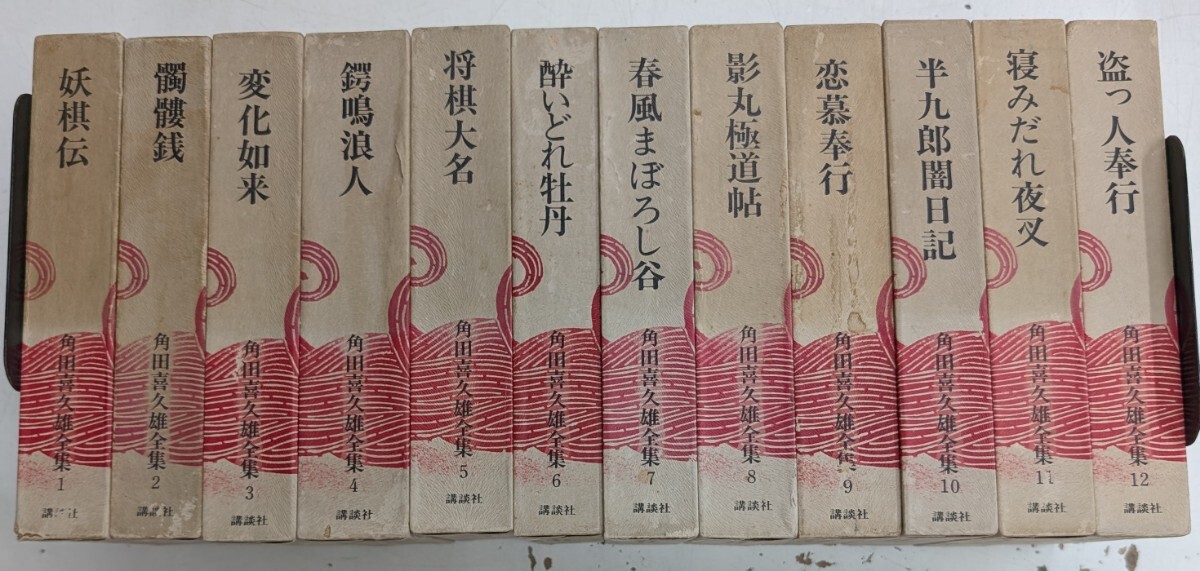 妖棋伝
角田喜久雄全集
1
講談社
髑髏銭
角田喜久雄全集
2
講談社
変化如来
角田喜久雄全集
3
講談社
鍔鳴浪人
角田喜久雄全集
4
講談社
将棋大名
角田喜久雄全集
5
講談社
酔いどれ牡丹
角田喜久雄全集
6
講談社
春風まぼろし谷
角田喜久雄全集
7
講談社
影丸極道帖
角田喜久雄全集
8
講談社
恋慕奉行
角田喜久雄全集
9
講談社
半九郎闇日記
角田喜久雄全集
10
講談社
寝みだれ夜叉
角田喜久雄全集
11
講談社
盗っ人奉行
角田喜久雄全集
12
講談社